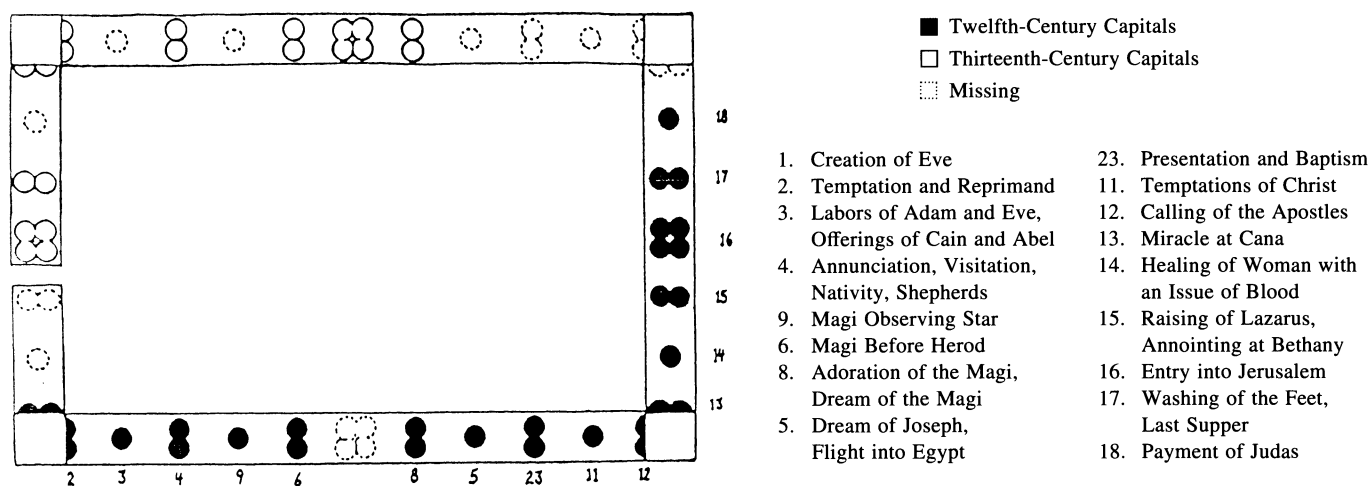 Twelfth-Century Capitals
Thirteenth-Century Capitals
Missing
18
17
16
15
14
13
2 3 4 9 6 8 5 23 11 12
1. Creation of Eve
2. Temptation and Reprimand
3. Labors of Adam and Eve,
Offerings of Cain and Abel
4. Annunciation, Visitation,
Nativity, Shepherds
9. Magi Observing Star
6. Magi Before Herod
8. Adoration of the Magi,
Dream of the Magi
5. Dream of Joseph,
Flight into Egypt
23. Presentation and Baptism
11. Temptations of Christ
12. Calling of the Apostles
13. Miracle at Cana
14. Healing of Woman with
an Issue of Blood
15. Raising of Lazarus,
Annointing at Bethany
16. Entry into Jerusalem
17. Washing of the Feet,
Last Supper
18. Payment of Judas